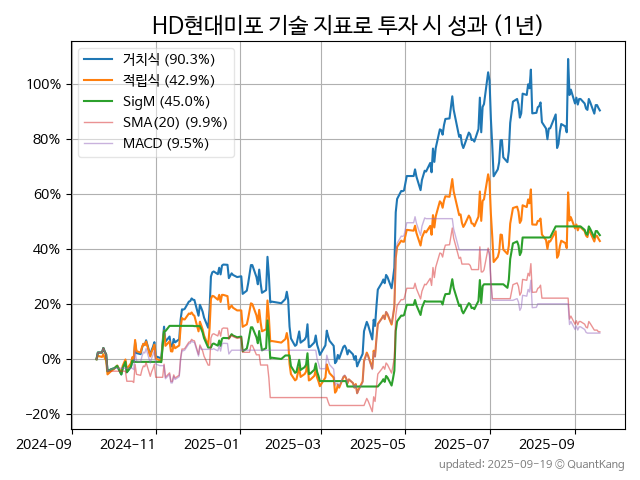 HD현대미포 기술 지표로 투자 시 성과 (1년)
거치식 (90.3%)
적립식 (42.9%)
SigM (45.0%)
SMA(20) (9.9%)
MACD (9.5%)
100%
80%
60%
40%
20%
0%
−20%
2024-09 2024-11 2025-01 2025-03 2025-05 2025-07 2025-09
updated: 2025-09-19 © QuantKang